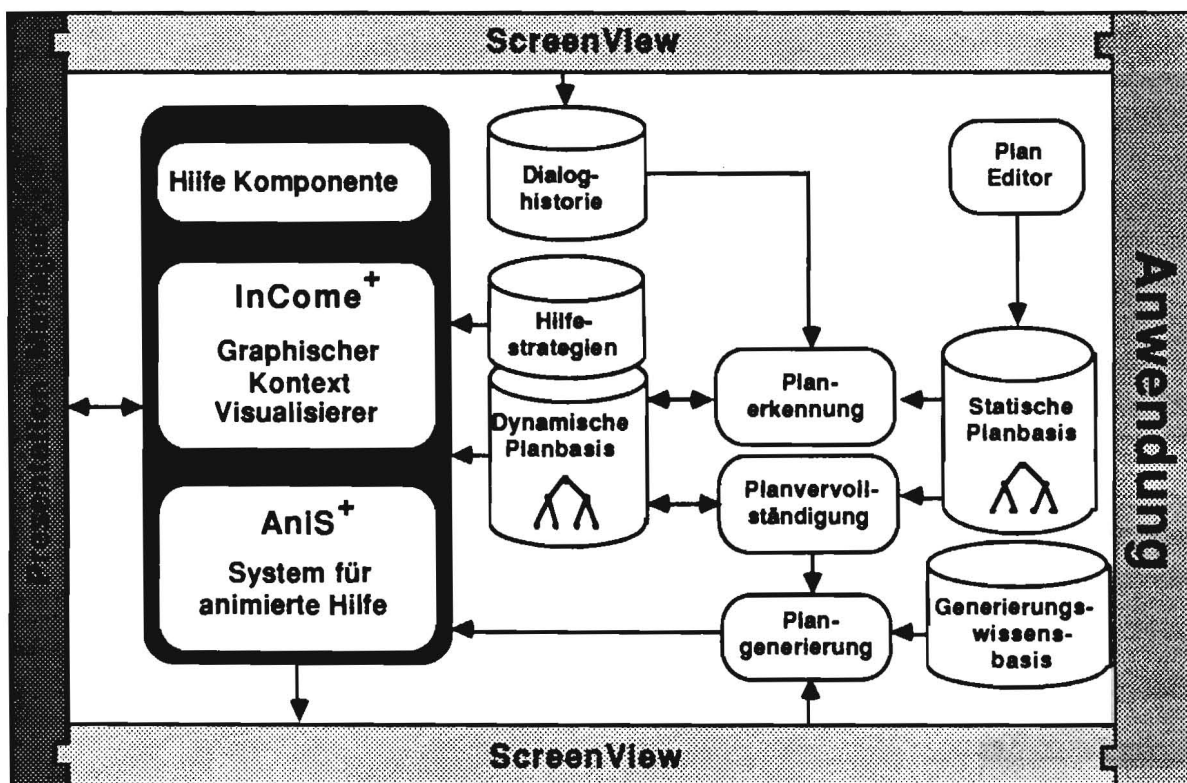 ScreenView
Hilfe Komponente
InCome+
Graphischer
Kontext
Visualisierer
AniS+
System für
animierte Hilfe
Dialog-
historie
Hilfe-
strategien
Dynamische
Planbasis
Plan-
erkennung
Planvervoll-
ständigung
Plan-
generierung
Plan
Editor
Statische
Planbasis
Generierungs-
wissens-
basis
Anwendung
ScreenView